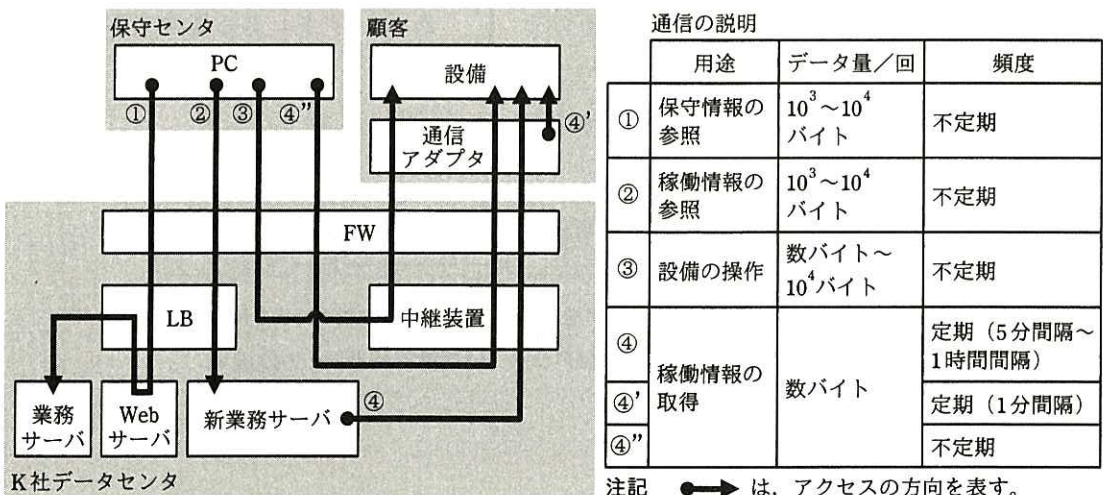 保守センタ
PC
① ② ③ ④”
顧客
設備
④’
通信
アダプタ
FW
LB
中継装置
業務
サーバ
Web
サーバ
新業務サーバ
④
K社データセンタ
通信の説明
用途 データ量／回 頻度
① 保守情報の参照 10³～10⁴バイト 不定期
② 稼働情報の参照 10³～10⁴バイト 不定期
③ 設備の操作 数バイト～10⁴バイト 不定期
④ 稼働情報の取得 数バイト 定期（5分間隔～1時間間隔）
④’ 定期（1分間隔）
④” 不定期
注記 は，アクセスの方向を表す。